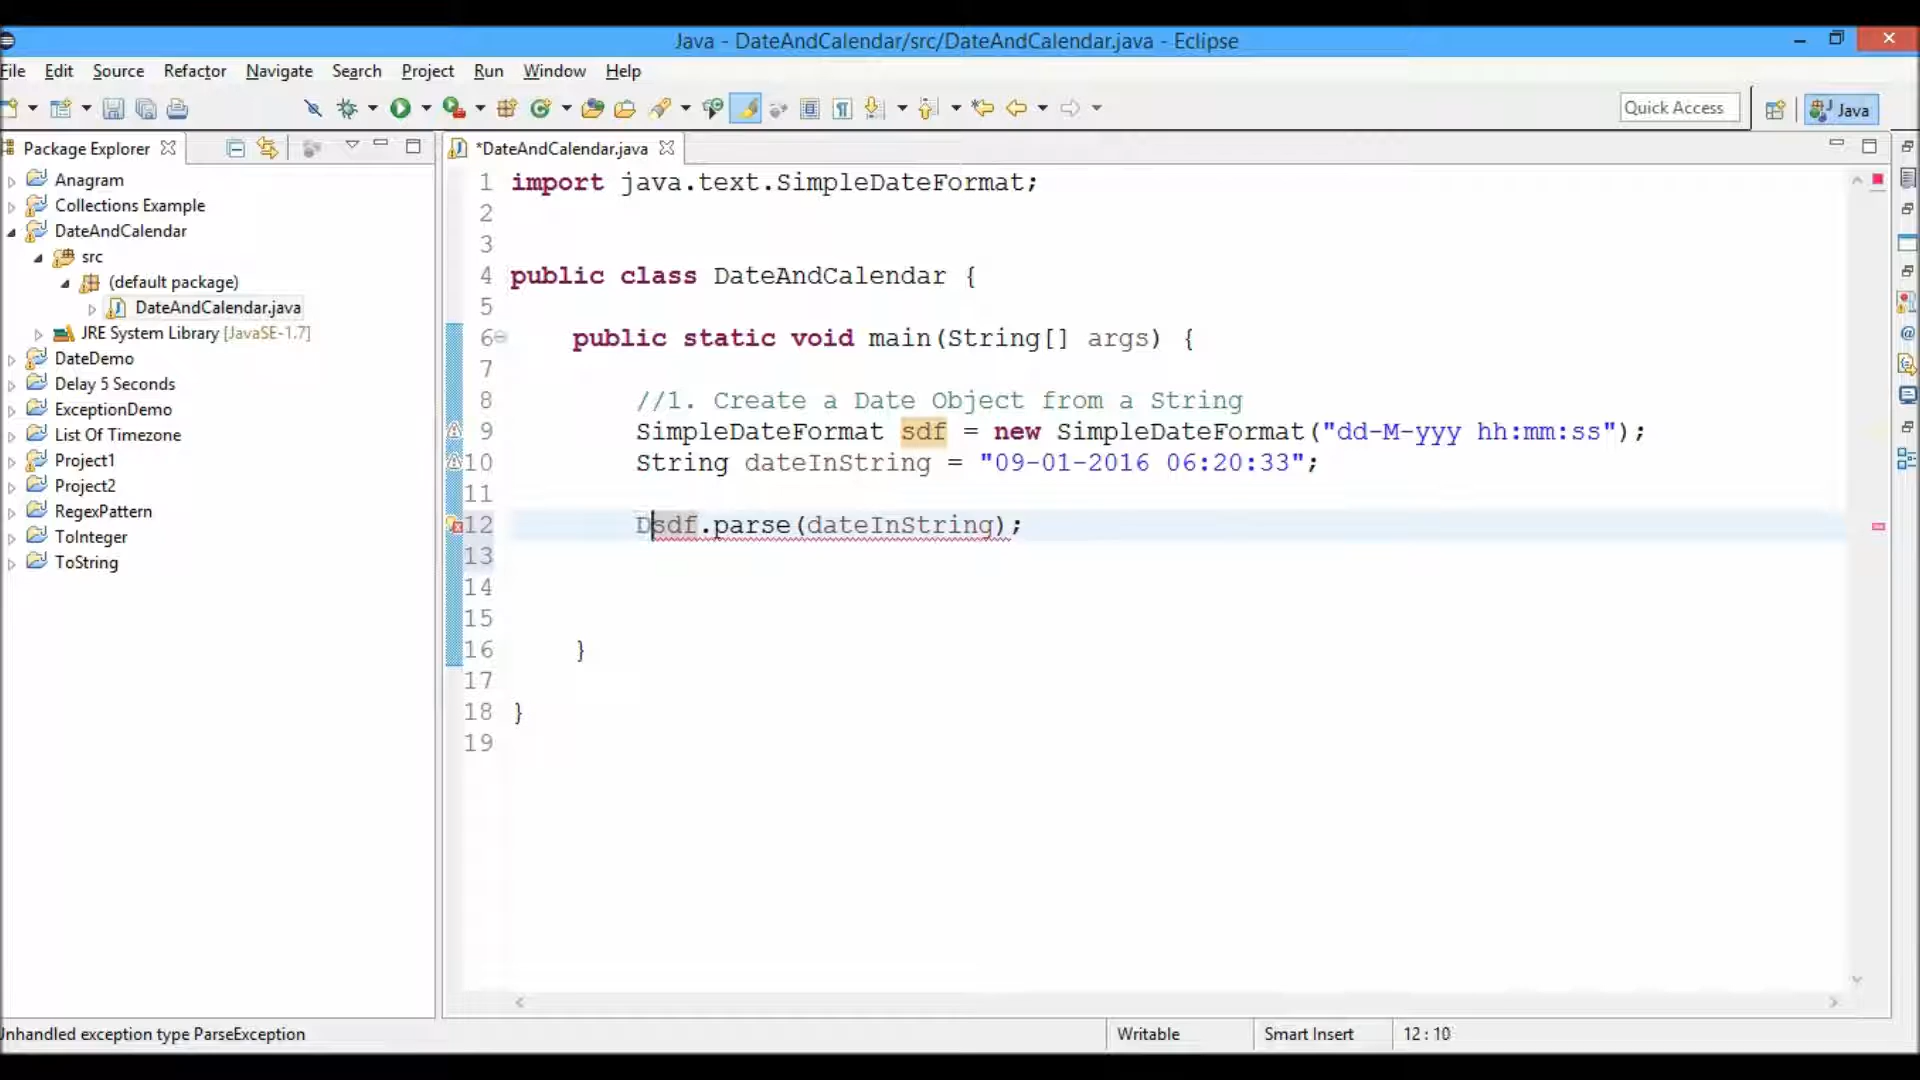 Java - DateAndCalendar/src/DateAndCalendar.java - Eclipse
File Edit Source Refactor Navigate Search Project Run Window Help
Quick Access
Java
Package Explorer
*DateAndCalendar.java
Anagram
Collections Example
DateAndCalendar
src
(default package)
DateAndCalendar.java
JRE System Library [JavaSE-1.7]
DateDemo
Delay 5 Seconds
ExceptionDemo
List Of Timezone
Project1
Project2
RegexPattern
ToInteger
ToString
1 import java.text.SimpleDateFormat;
2
3
4 public class DateAndCalendar {
5
6 public static void main(String[] args) {
7
8 //1. Create a Date Object from a String
9 SimpleDateFormat sdf = new SimpleDateFormat("dd-M-yyy hh:mm:ss");
10 String dateInString = "09-01-2016 06:20:33";
11
12 Dsdf.parse(dateInString);
13
14
15
16 }
17
18 }
19
Unhandled exception type ParseException
Writable
Smart Insert
12 : 10